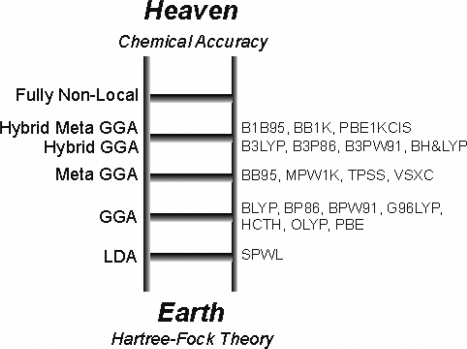 Heaven
Chemical Accuracy
Fully Non-Local
Hybrid Meta GGA B1B95, BB1K, PBE1KCIS
Hybrid GGA B3LYP, B3P86, B3PW91, BH&LYP
Meta GGA BB95, MPW1K, TPSS, VSXC
GGA BLYP, BP86, BPW91, G96LYP,
HCTH, OLYP, PBE
LDA SPWL
Earth
Hartree-Fock Theory